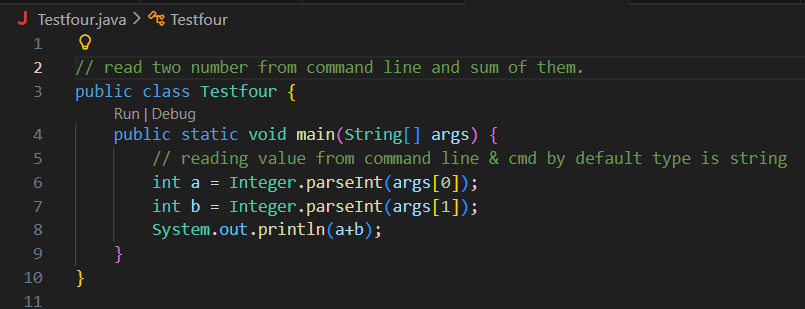 J Testfour.java > Testfour
1
2 // read two number from command line and sum of them.
3 public class Testfour {
Run | Debug
4 public static void main(String[] args) {
5 // reading value from command line & cmd by default type is string
6 int a = Integer.parseInt(args[0]);
7 int b = Integer.parseInt(args[1]);
8 System.out.println(a+b);
9 }
10 }
11